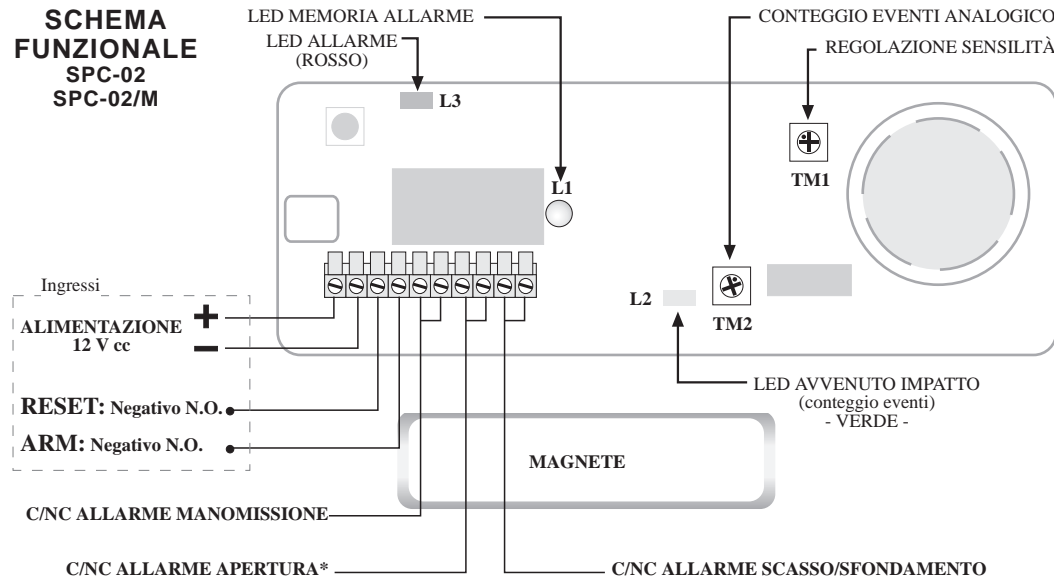 SCHEMA
FUNZIONALE
SPC-02
SPC-02/M
LED MEMORIA ALLARME
LED ALLARME
(ROSSO)
CONTEGGIO EVENTI ANALOGICO
REGOLAZIONE SENSILITÀ
L3
L1
TM1
L2
TM2
Ingressi
ALIMENTAZIONE
12 V cc
+
−
RESET: Negativo N.O.
ARM: Negativo N.O.
LED AVVENUTO IMPATTO
(conteggio eventi)
- VERDE -
MAGNETE
C/NC ALLARME MANOMISSIONE
C/NC ALLARME APERTURA*
C/NC ALLARME SCASSO/SFONDAMENTO